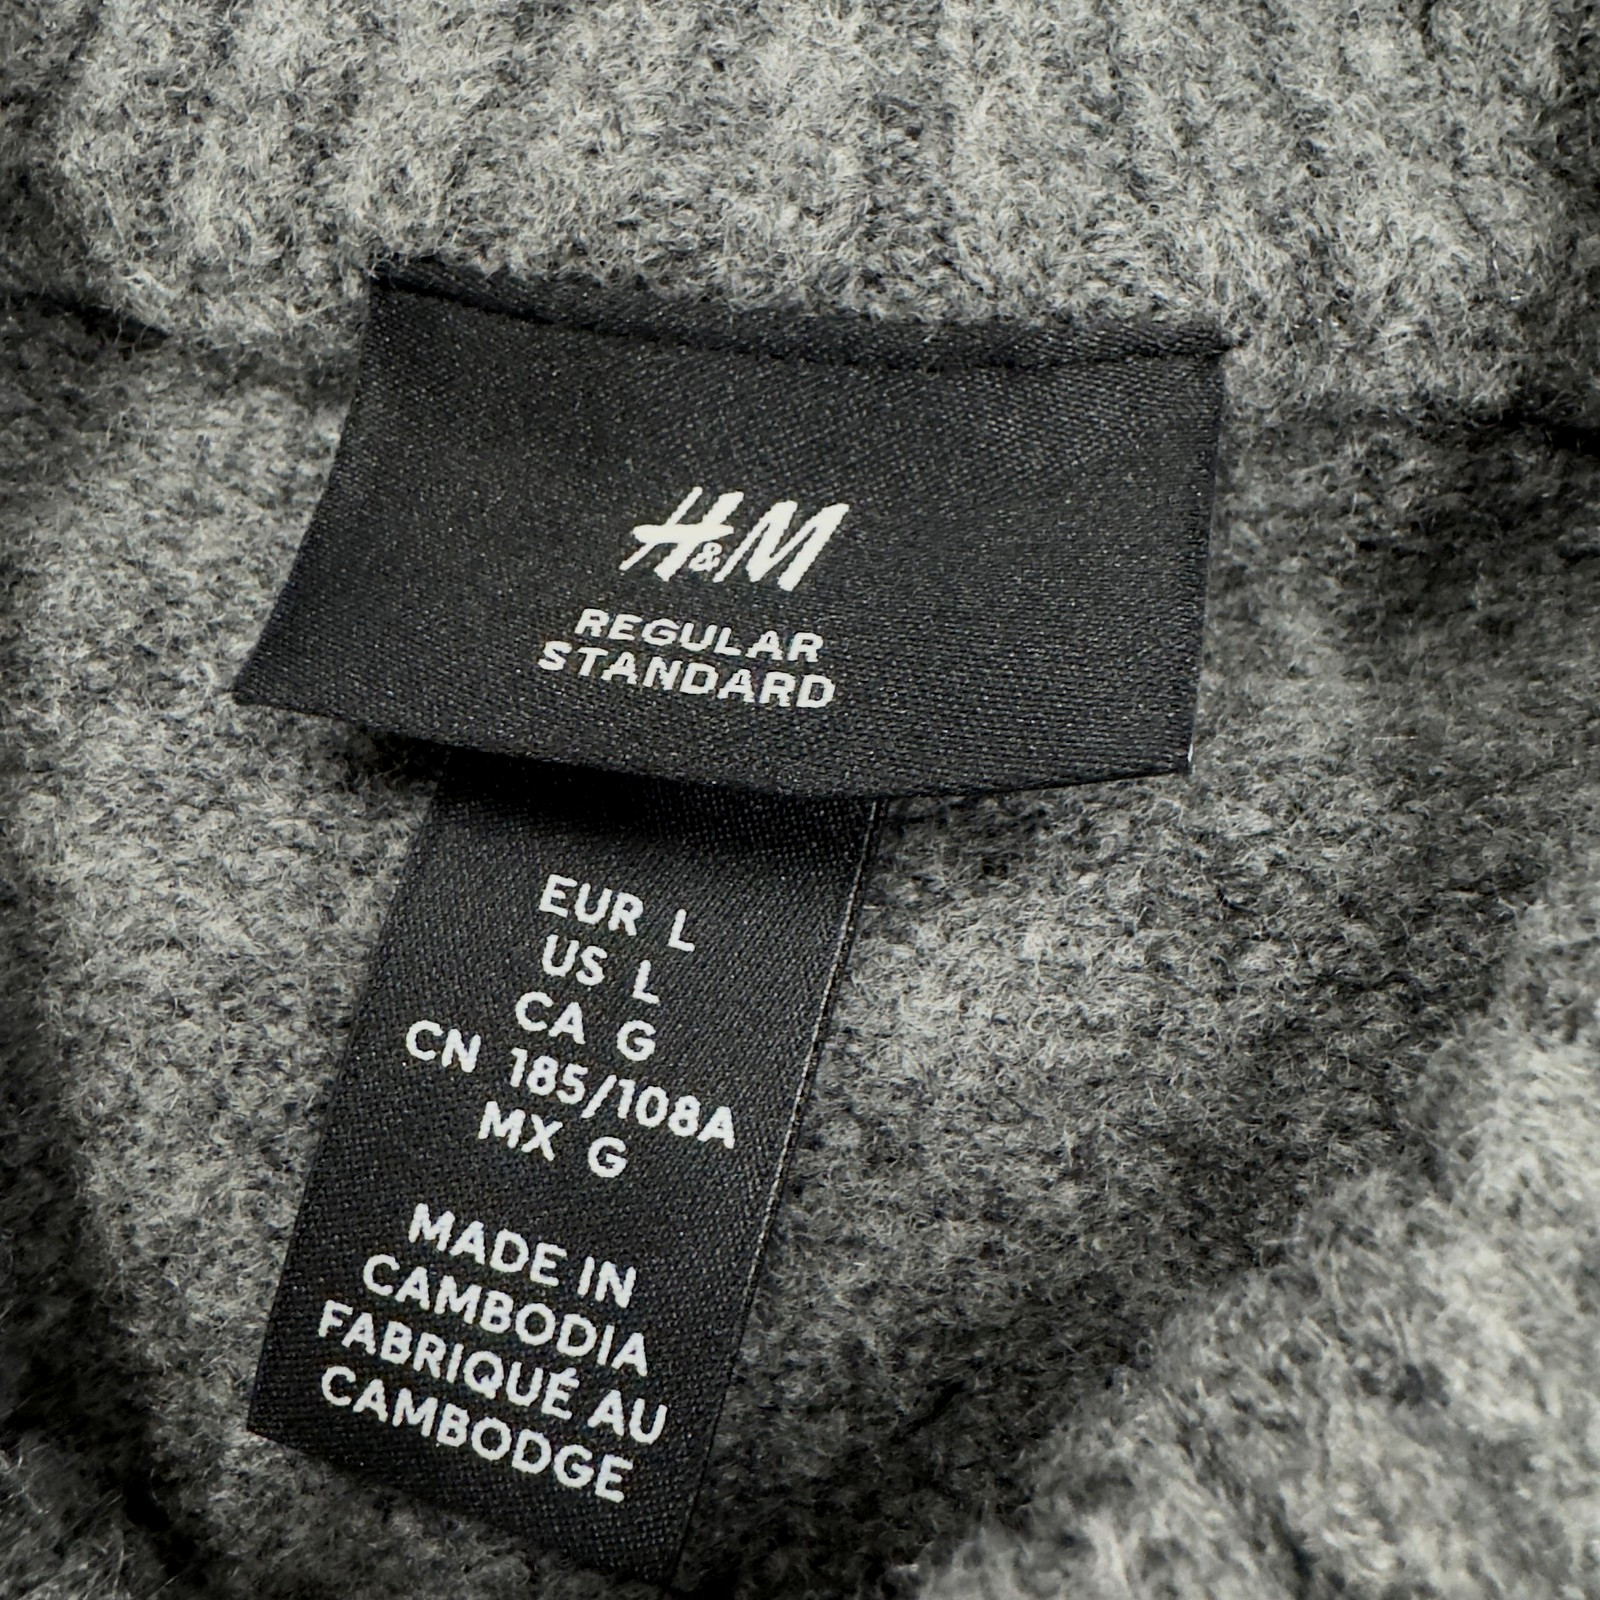 H&M
REGULAR
STANDARD
EUR L
US L
CA G
CN 185/108A
MX G
MADE IN
CAMBODIA
FABRIQUÉ AU
CAMBODGE